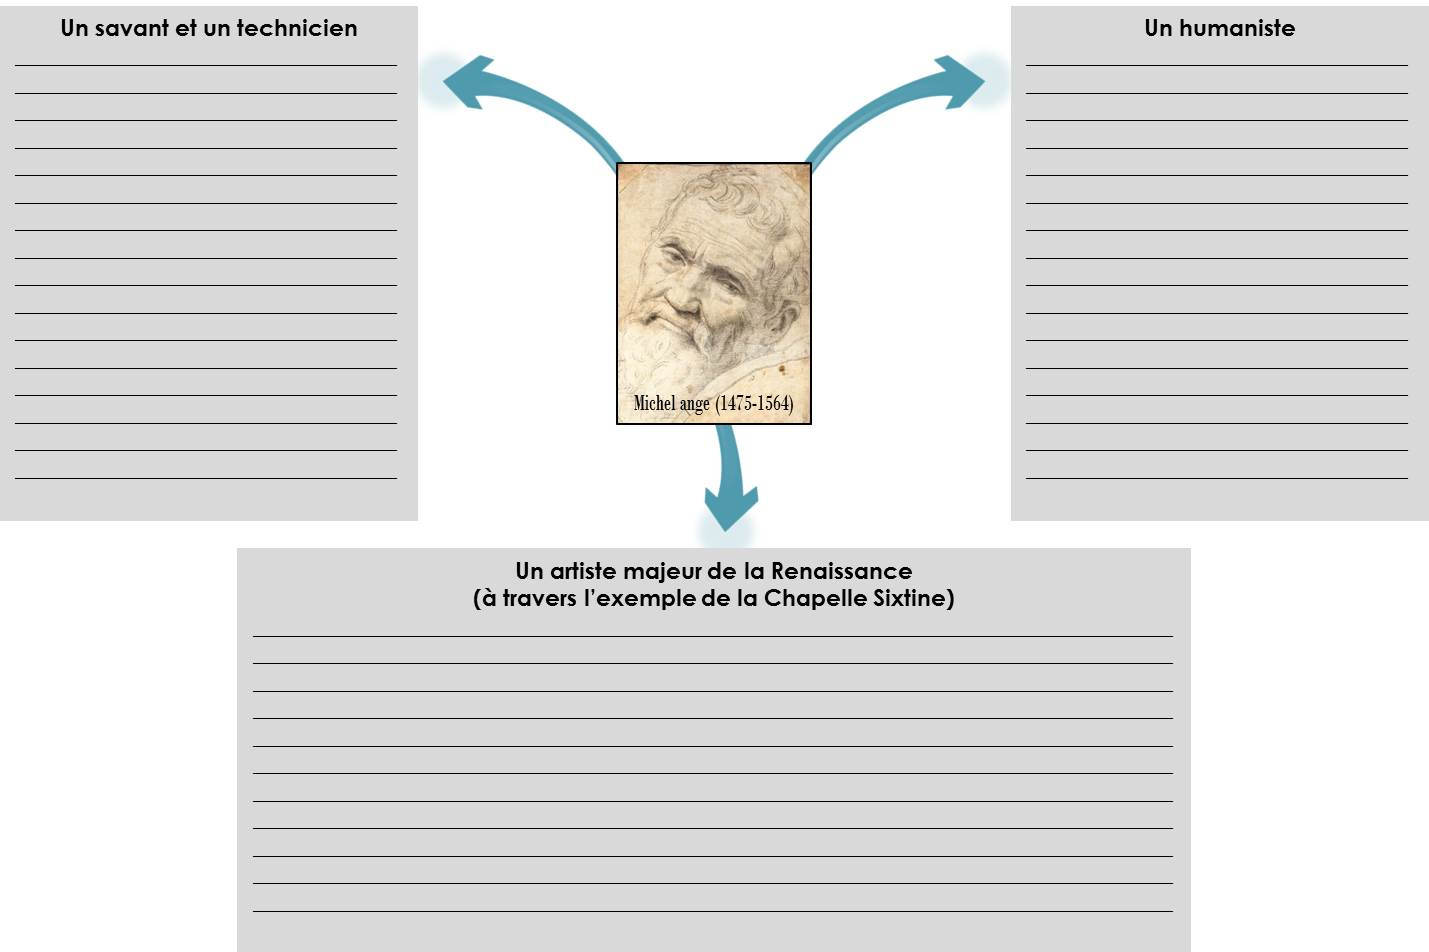 Un savant et un technicien
Un humaniste
Michel ange (1475-1564)
Un artiste majeur de la Renaissance
(à travers l’exemple de la Chapelle Sixtine)